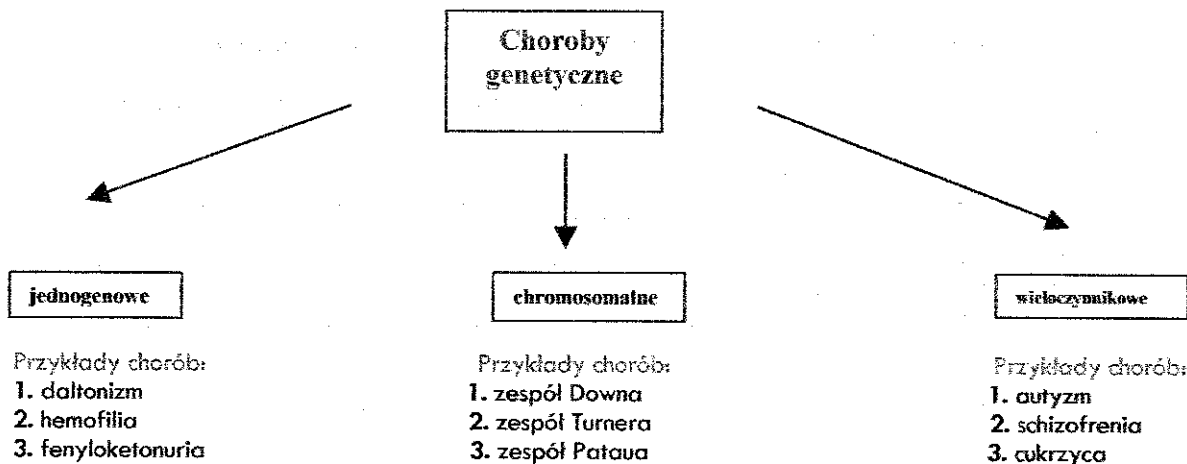 Choroby
genetyczne
jednogenowe
Przykłady chorób:
1. daltonizm
2. hemofilia
3. fenyloketonuria
chromosomalne
Przykłady chorób:
1. zespół Downa
2. zespół Turnera
3. zespół Pataua
wieloczynnikowe
Przykłady chorób:
1. autyzm
2. schizofrenia
3. cukrzyca